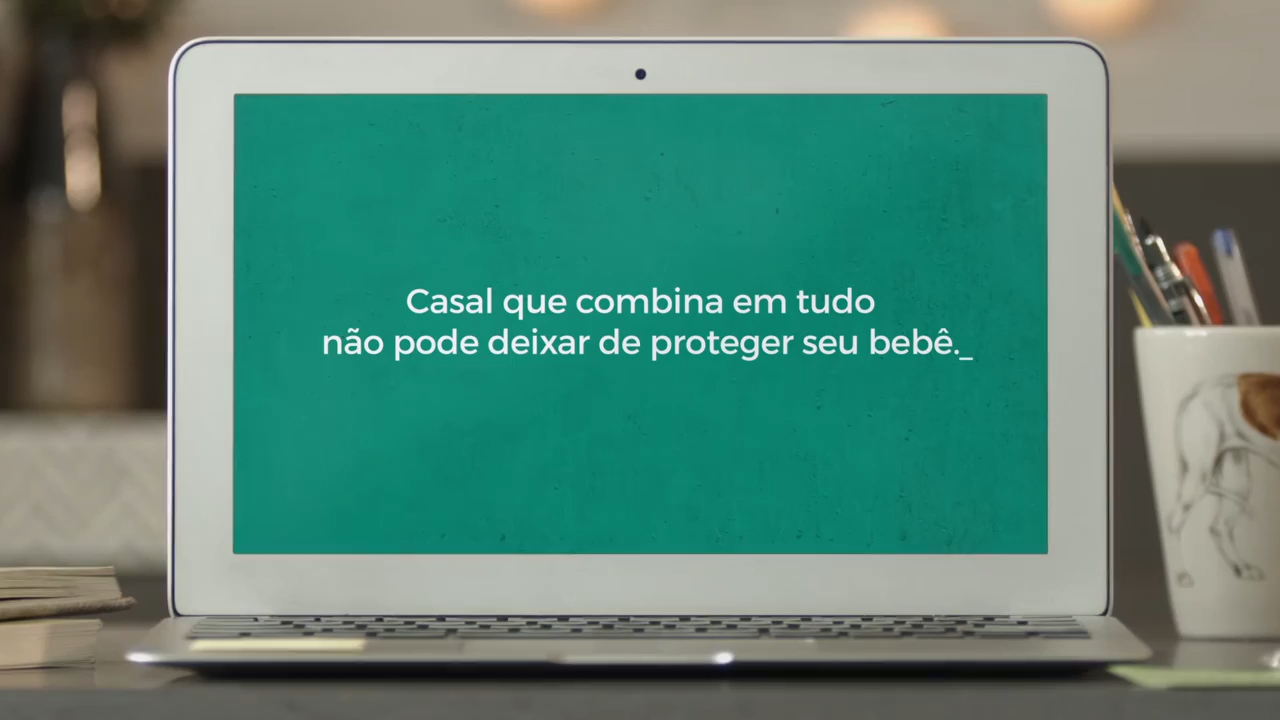 Casal que combina em tudo
não pode deixar de proteger seu bebê._